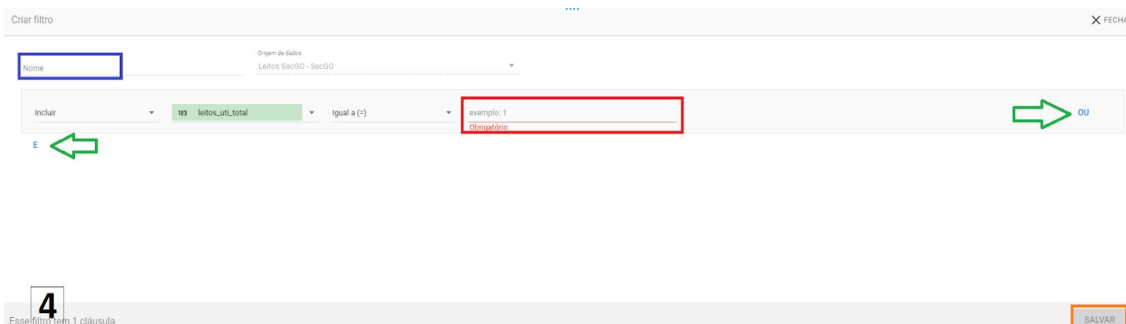 Criar filtro
FECHA
Nome
Origem de dados
Leitos SecGO - SecGO
Incluir
123 leitos_uti_total
Igual a (=)
exemplo: 1
OU
Obrigatório
E
4
Esse filtro tem 1 cláusula
SALVAR